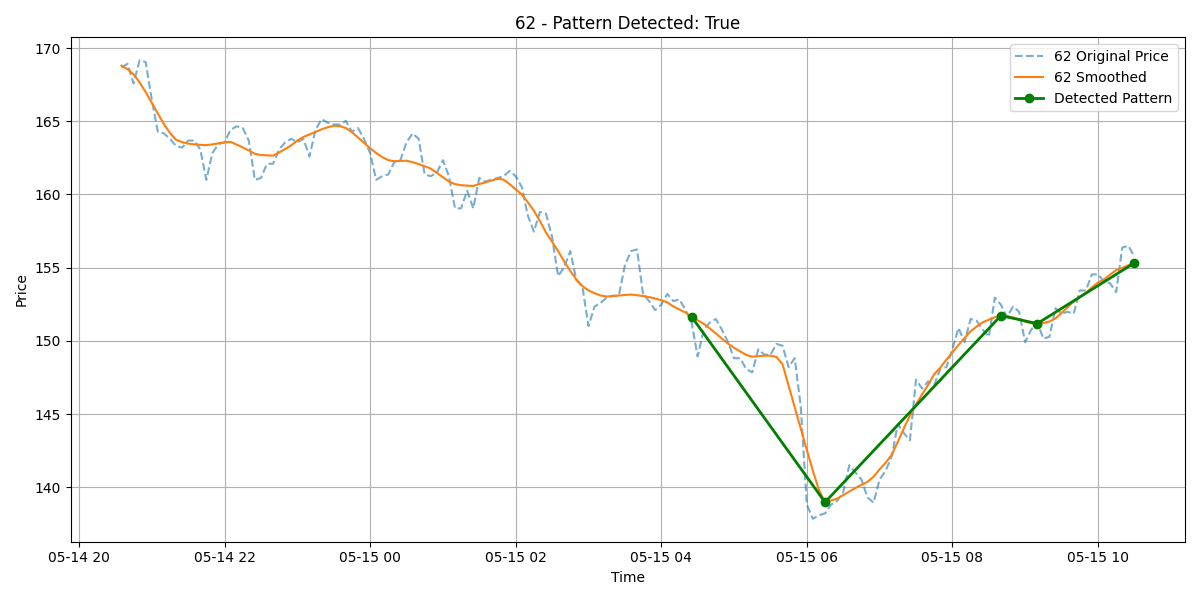 62 - Pattern Detected: True
62 Original Price
62 Smoothed
Detected Pattern
170
165
160
155
150
145
140
Price
05-14 20
05-14 22
05-15 00
05-15 02
05-15 04
05-15 06
05-15 08
05-15 10
Time